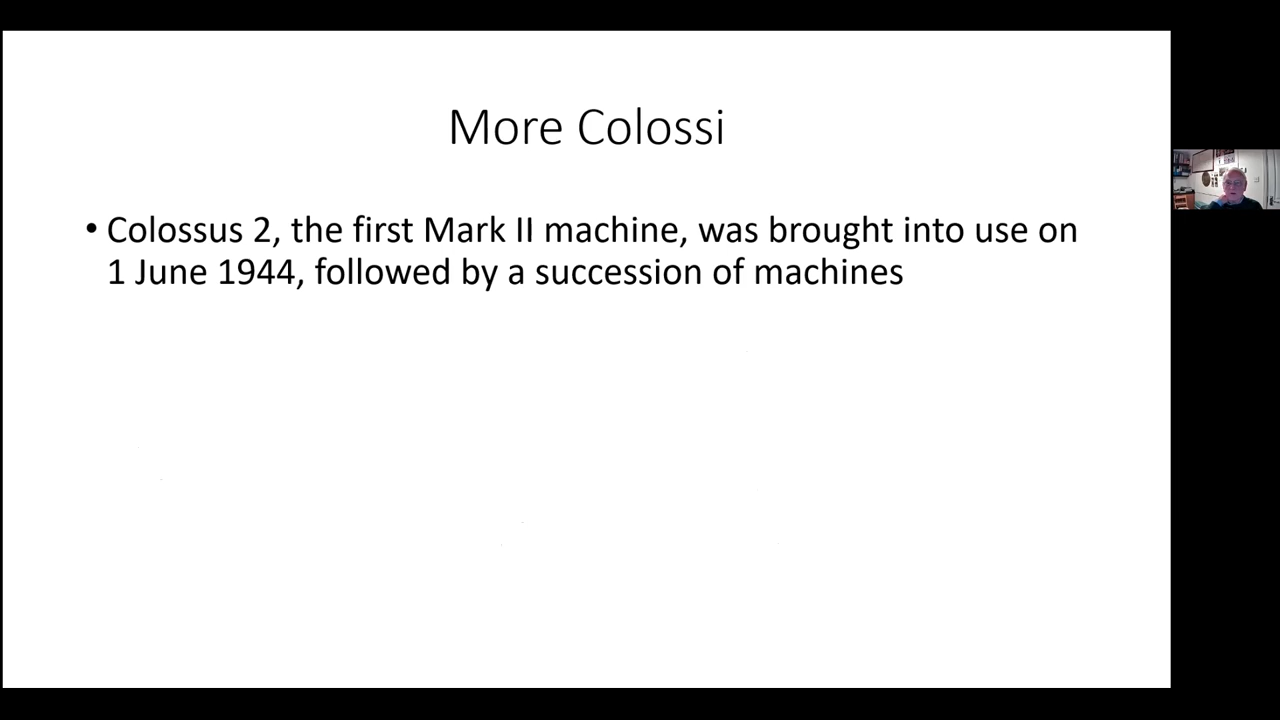 More Colossi
• Colossus 2, the first Mark II machine, was brought into use on
1 June 1944, followed by a succession of machines